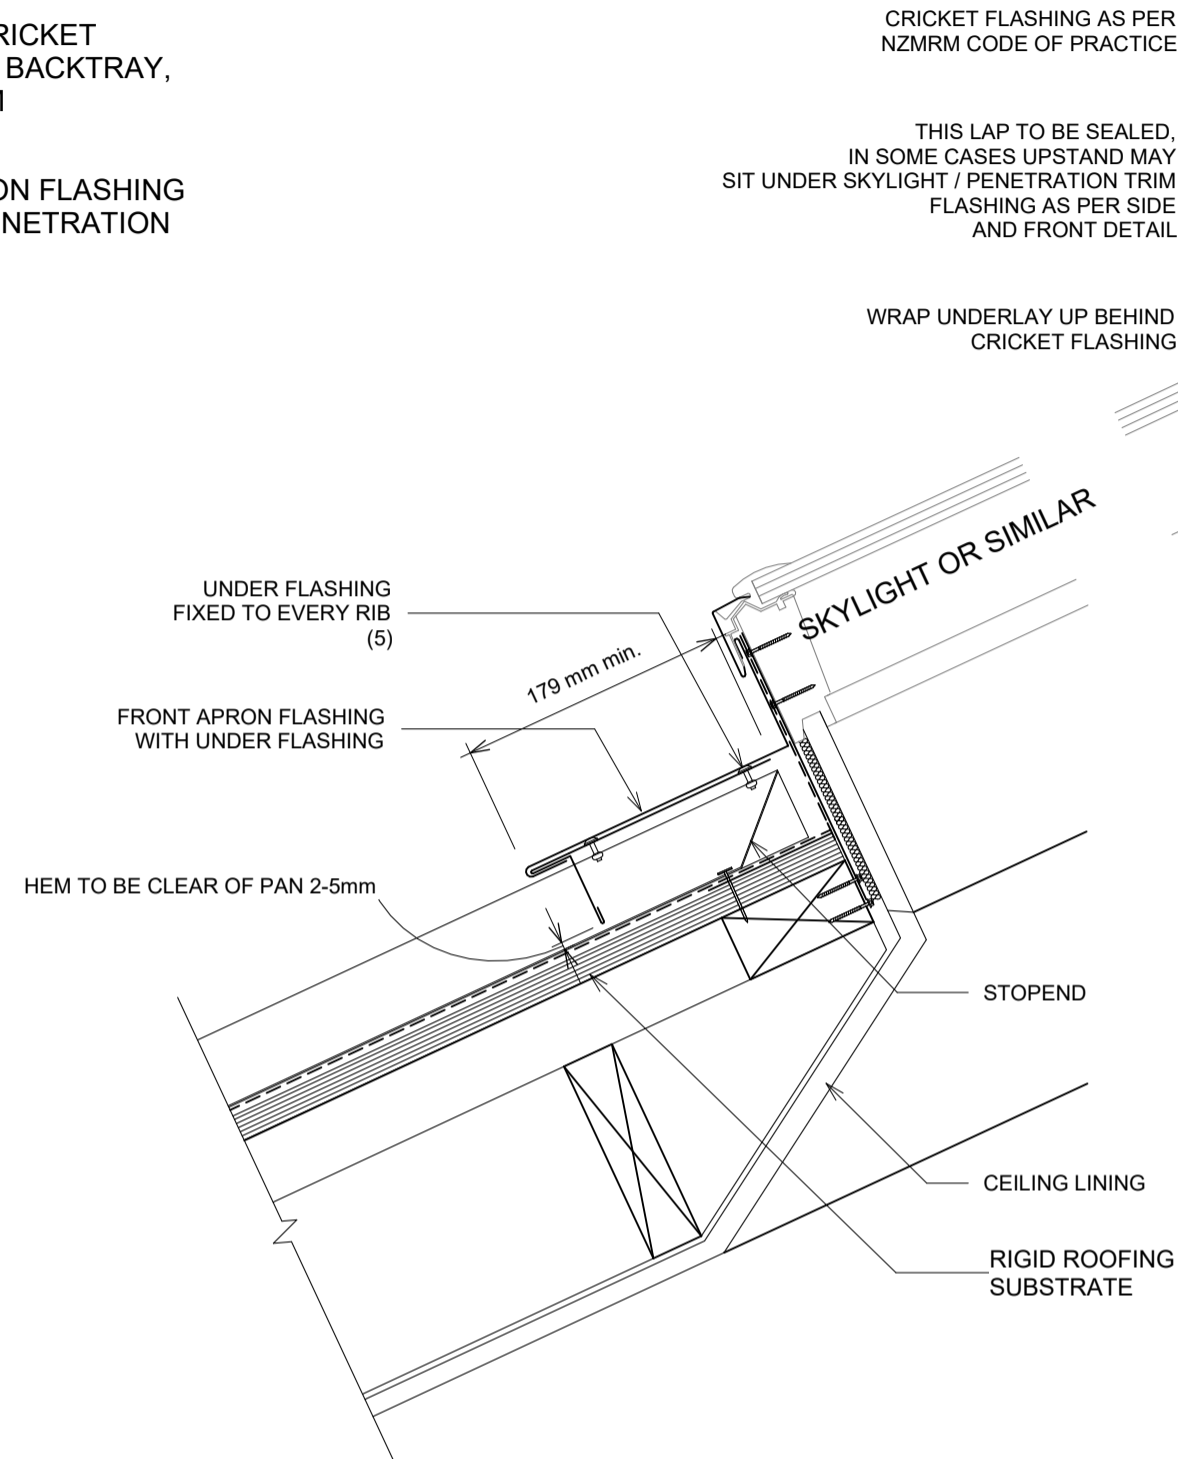 RICKET
BACKTRAY,
ON FLASHING
NETRATION
CRICKET FLASHING AS PER
NZMRM CODE OF PRACTICE
THIS LAP TO BE SEALED,
IN SOME CASES UPSTAND MAY
SIT UNDER SKYLIGHT / PENETRATION TRIM
FLASHING AS PER SIDE
AND FRONT DETAIL
WRAP UNDERLAY UP BEHIND
CRICKET FLASHING
SKYLIGHT OR SIMILAR
UNDER FLASHING
FIXED TO EVERY RIB
(5)
179 mm min.
FRONT APRON FLASHING
WITH UNDER FLASHING
HEM TO BE CLEAR OF PAN 2-5mm
STOPEND
CEILING LINING
RIGID ROOFING
SUBSTRATE